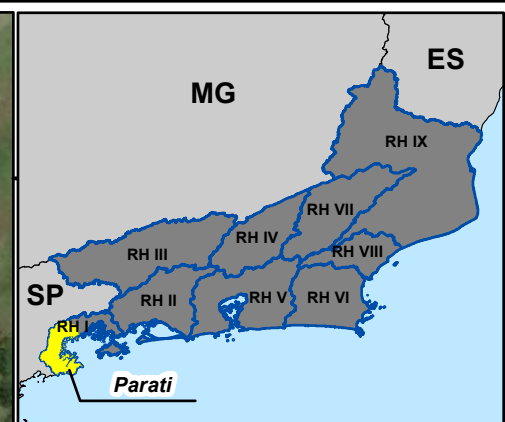 ES
MG
RH IX
RH VII
RH IV
RH VIII
RH III
SP
RH II
RH V
RH VI
RH I
Parati